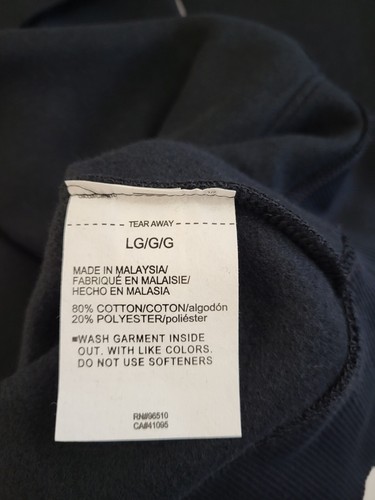 TEAR AWAY
LG/G/G
MADE IN MALAYSIA/
FABRIQUÉ EN MALAISIE/
HECHO EN MALASIA
80% COTTON/COTON/algodón
20% POLYESTER/poliéster
■WASH GARMENT INSIDE
OUT. WITH LIKE COLORS.
DO NOT USE SOFTENERS
RN#96510
CA#41095